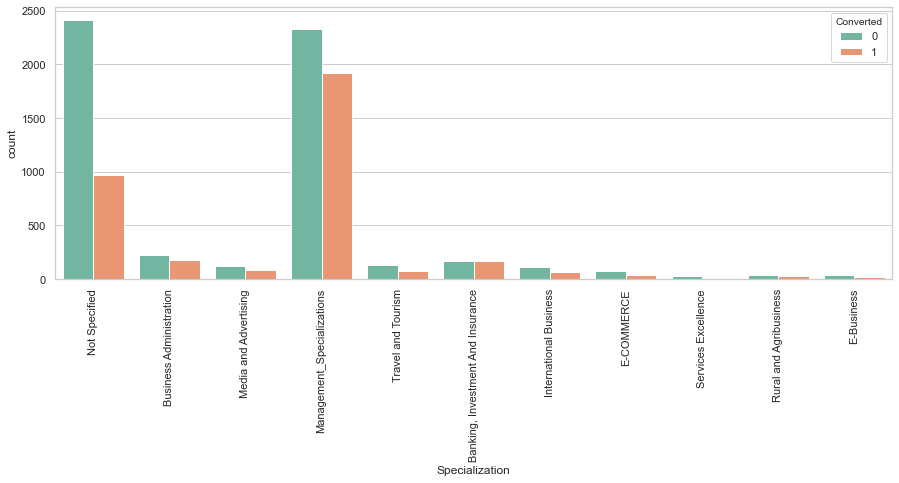 2500
2000
1500
1000
500
0
count
Converted
0
1
Not Specified
Business Administration
Media and Advertising
Management_Specializations
Travel and Tourism
Banking, Investment And Insurance
International Business
E-COMMERCE
Services Excellence
Rural and Agribusiness
E-Business
Specialization